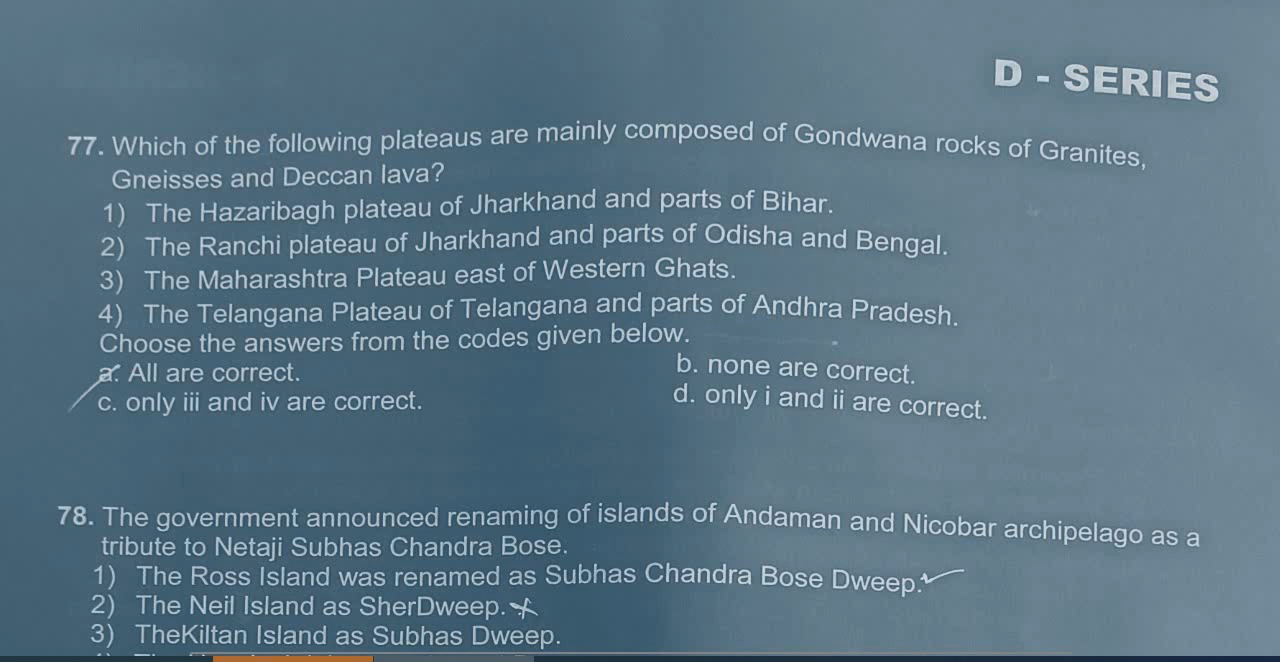 D - SERIES
77. Which of the following plateaus are mainly composed of Gondwana rocks of Granites,
Gneisses and Deccan lava?
1) The Hazaribagh plateau of Jharkhand and parts of Bihar.
2) The Ranchi plateau of Jharkhand and parts of Odisha and Bengal.
3) The Maharashtra Plateau east of Western Ghats.
4) The Telangana Plateau of Telangana and parts of Andhra Pradesh.
Choose the answers from the codes given below.
a. All are correct. b. none are correct.
c. only iii and iv are correct. d. only i and ii are correct.
78. The government announced renaming of islands of Andaman and Nicobar archipelago as a
tribute to Netaji Subhas Chandra Bose.
1) The Ross Island was renamed as Subhas Chandra Bose Dweep.
2) The Neil Island as SherDweep.
3) TheKiltan Island as Subhas Dweep.